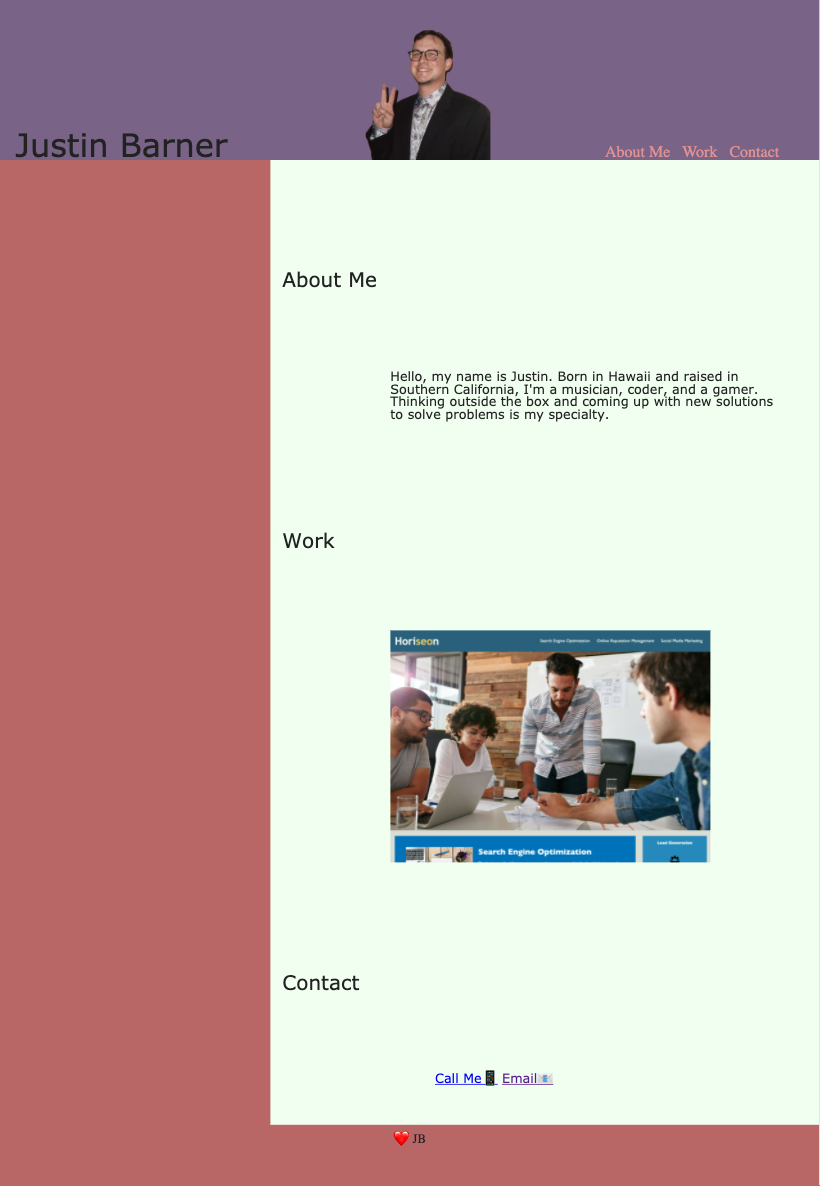 Justin Barner
About Me Work Contact
About Me
Hello, my name is Justin. Born in Hawaii and raised in
Southern California, I'm a musician, coder, and a gamer.
Thinking outside the box and coming up with new solutions
to solve problems is my specialty.
Work
Horiseon
Search Engine Optimization Online Reputation Management Social Media Marketing
Search Engine Optimization
Lead Generation
Contact
Call Me📱 Email📧
❤️ JB